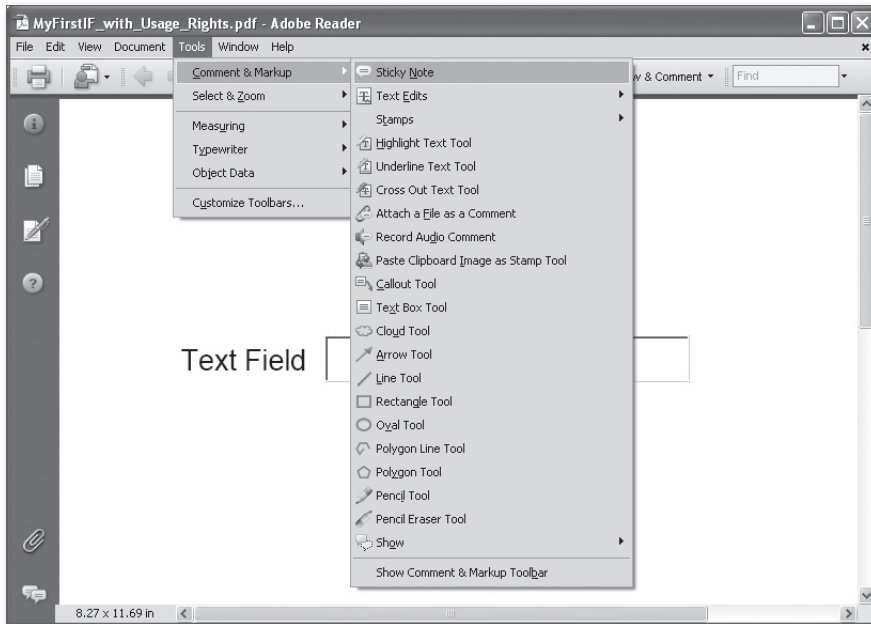 MyFirstIF_with_Usage_Rights.pdf - Adobe Reader
File Edit View Document Tools Window Help
Comment & Markup
Select & Zoom
Measuring
Typewriter
Object Data
Customize Toolbars...
Sticky Note
Text Edits
Stamps
Highlight Text Tool
Underline Text Tool
Cross Out Text Tool
Attach a File as a Comment
Record Audio Comment
Paste Clipboard Image as Stamp Tool
Callout Tool
Text Box Tool
Cloud Tool
Arrow Tool
Line Tool
Rectangle Tool
Oval Tool
Polygon Line Tool
Polygon Tool
Pencil Tool
Pencil Eraser Tool
Show
Show Comment & Markup Toolbar
& Comment
Find
Text Field
8.27 x 11.69 in